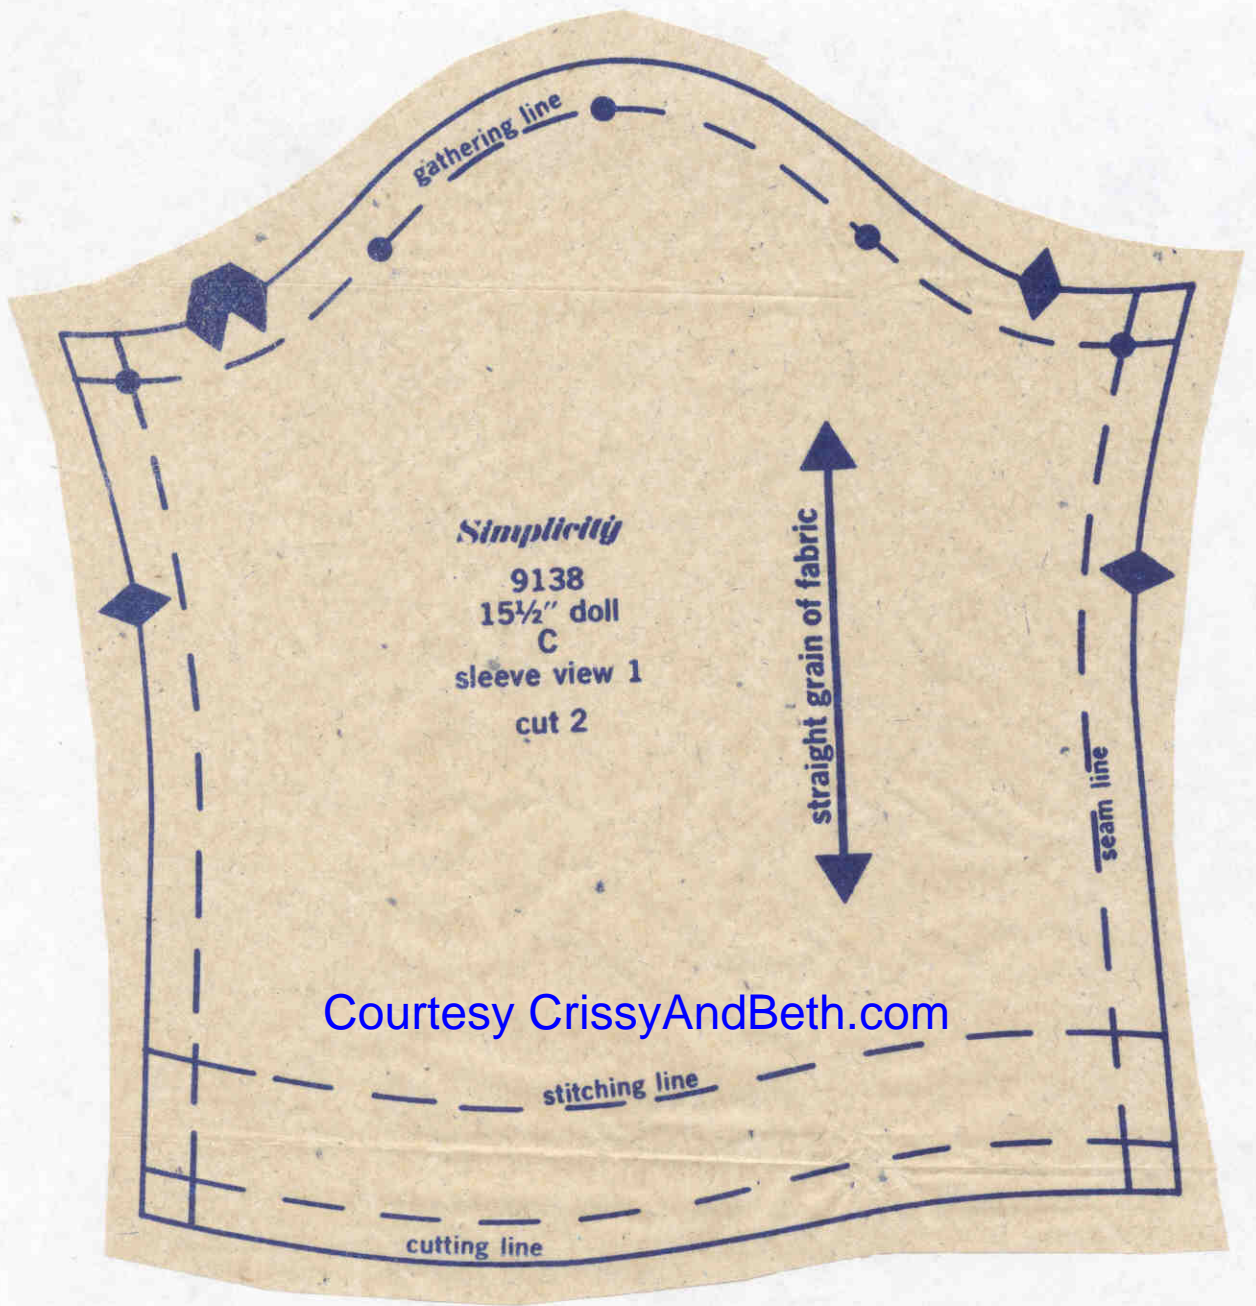 gathering line
Simplicity
9138
15½" doll
C
sleeve view 1
cut 2
straight grain of fabric
seam line
Courtesy CrissyAndBeth.com
stitching line
cutting line